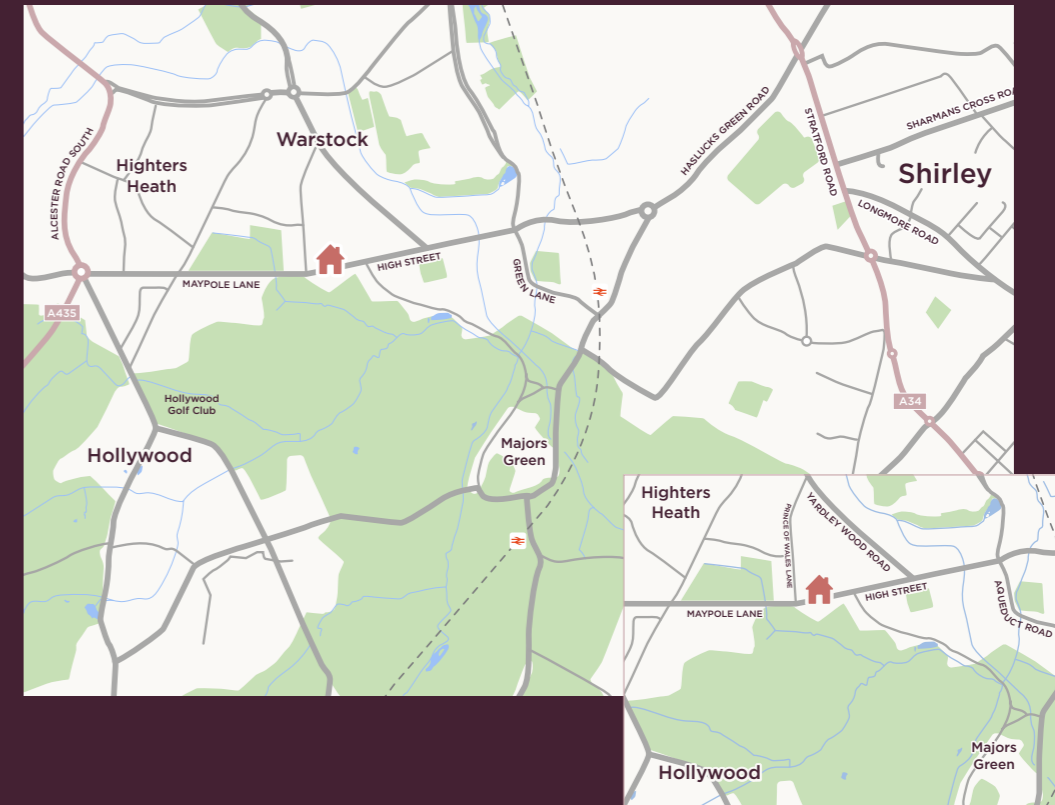 HASLUCKS GREEN ROAD
STRATFORD ROAD
SHARMANS CROSS
Warstock
ALCESTER ROAD SOUTH
Highters
Heath
Shirley
LONGMORE ROAD
HIGH STREET
MAYPOLE LANE
GREEN LANE
A435
Hollywood
Golf Club
A34
Majors
Green
Hollywood
Highters
Heath
PRINCE OF WALES LANE
YARDLEY WOOD ROAD
HIGH STREET
MAYPOLE LANE
AQUEDUCT ROAD
Majors
Green
Hollywood